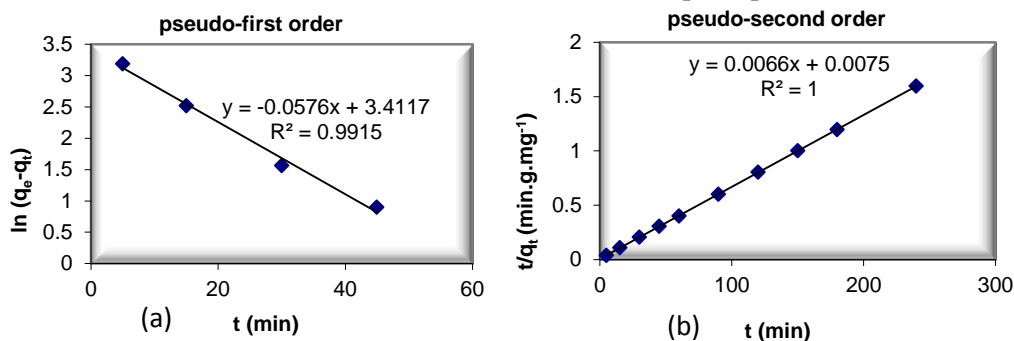 pseudo-first order
3.5
3
2.5
2
1.5
1
0.5
0
ln (qe-qt)
y = -0.0576x + 3.4117
R² = 0.9915
0 20 40 60
(a) t (min)
pseudo-second order
2
1.5
1
0.5
0
t/qt (min.g.mg-1)
y = 0.0066x + 0.0075
R² = 1
0 100 200 300
(b) t (min)